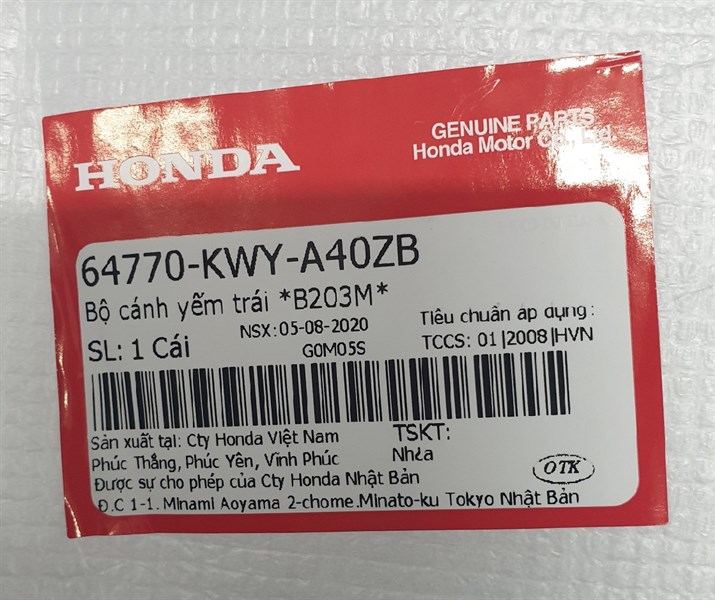 GENUINE PARTS
Honda Motor Co., Ltd.
HONDA
64770-KWY-A40ZB
Bộ cánh yếm trái *B203M*
NSX:05-08-2020
Tiêu chuẩn áp dụng:
SL: 1 Cái
G0M05S
TCCS: 01|2008|HVN
Sản xuất tại: Cty Honda Việt Nam
TSKT:
Phúc Thắng, Phúc Yên, Vĩnh Phúc
Nhưa
Được sự cho phép của Cty Honda Nhật Bản
OTK
Đ.C 1-1. Minami Aoyama 2-chome.Minato-ku Tokyo Nhật Bản